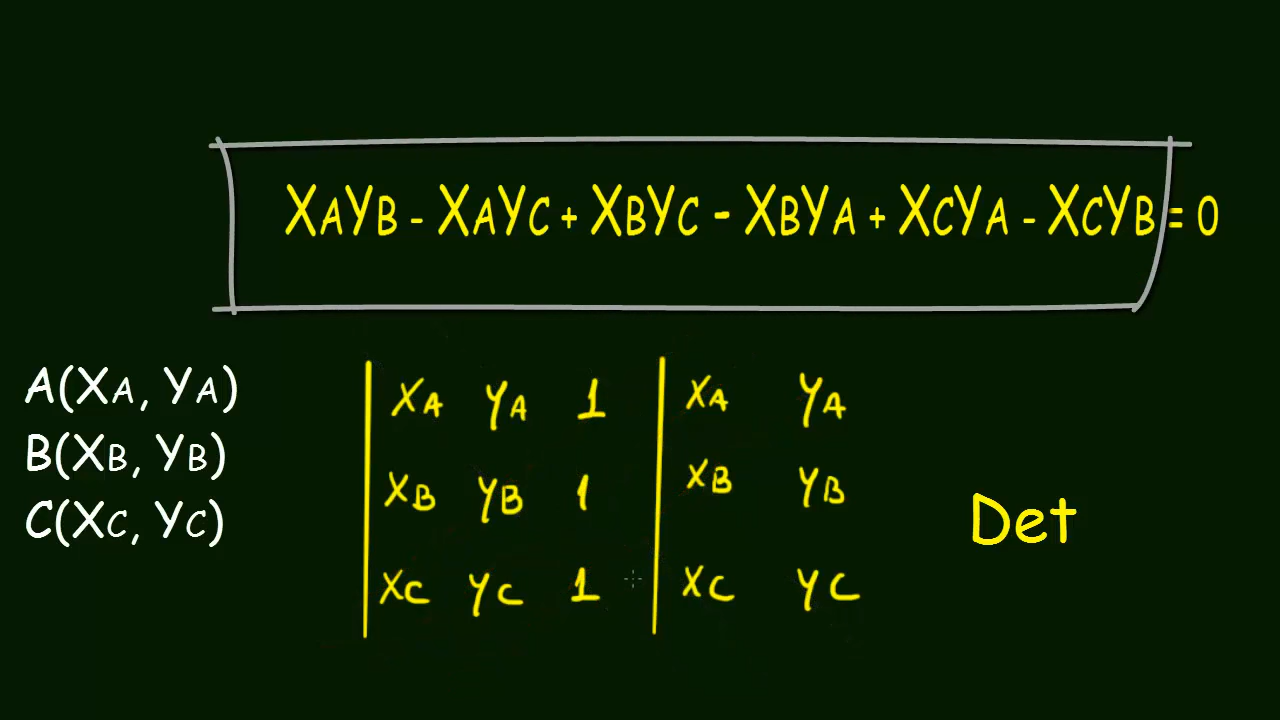 XAYB - XAYC + XBYC - XBYA + XCYA - XCYB = 0
A(XA, YA)
B(XB, YB)
C(XC, YC)
XA YA 1 XA YA
XB YB 1 XB YB
XC YC 1 XC YC
Det